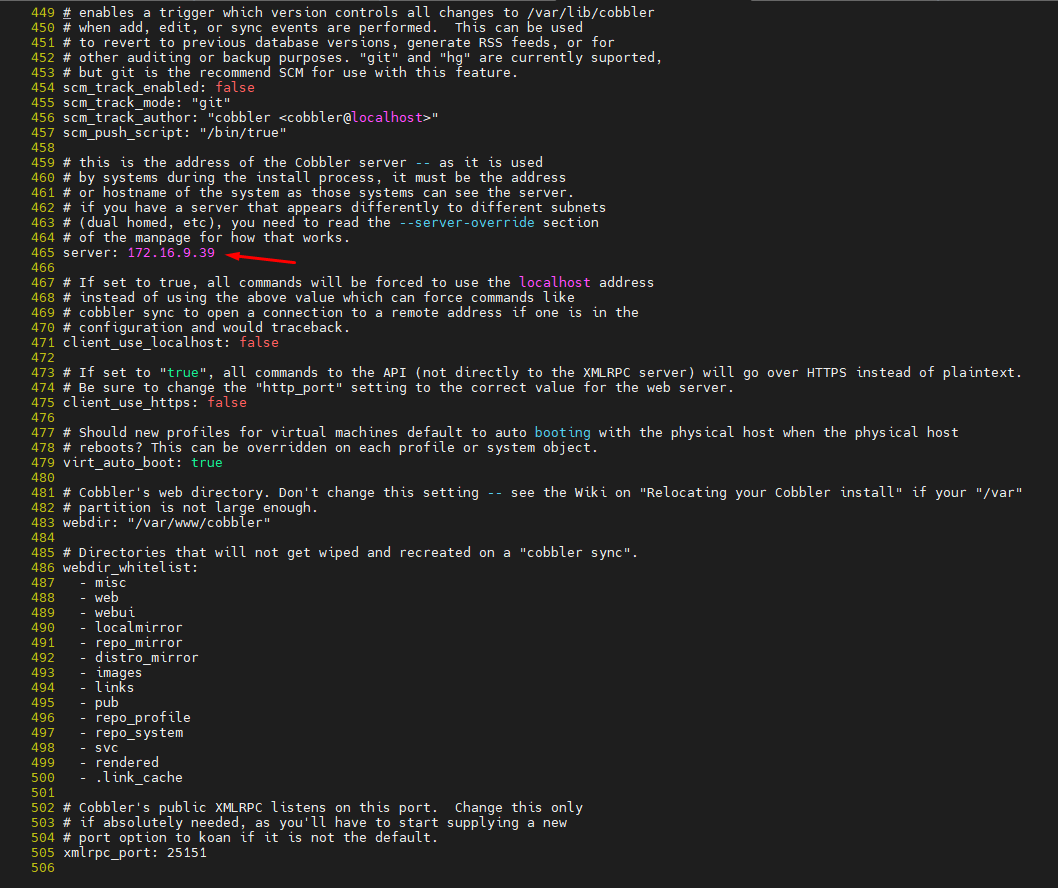 449 # enables a trigger which version controls all changes to /var/lib/cobbler
450 # when add, edit, or sync events are performed.  This can be used
451 # to revert to previous database versions, generate RSS feeds, or for
452 # other auditing or backup purposes. "git" and "hg" are currently suported,
453 # but git is the recommend SCM for use with this feature.
454 scm_track_enabled: false
455 scm_track_mode: "git"
456 scm_track_author: "cobbler <cobbler@localhost>"
457 scm_push_script: "/bin/true"
458
459 # this is the address of the Cobbler server -- as it is used
460 # by systems during the install process, it must be the address
461 # or hostname of the system as those systems can see the server.
462 # if you have a server that appears differently to different subnets
463 # (dual homed, etc), you need to read the --server-override section
464 # of the manpage for how that works.
465 server: 172.16.9.39
466
467 # If set to true, all commands will be forced to use the localhost address
468 # instead of using the above value which can force commands like
469 # cobbler sync to open a connection to a remote address if one is in the
470 # configuration and would traceback.
471 client_use_localhost: false
472
473 # If set to "true", all commands to the API (not directly to the XMLRPC server) will go over HTTPS instead of plaintext.
474 # Be sure to change the "http_port" setting to the correct value for the web server.
475 client_use_https: false
476
477 # Should new profiles for virtual machines default to auto booting with the physical host when the physical host
478 # reboots? This can be overridden on each profile or system object.
479 virt_auto_boot: true
480
481 # Cobbler's web directory. Don't change this setting -- see the Wiki on "Relocating your Cobbler install" if your "/var"
482 # partition is not large enough.
483 webdir: "/var/www/cobbler"
484
485 # Directories that will not get wiped and recreated on a "cobbler sync".
486 webdir_whitelist:
487   - misc
488   - web
489   - webui
490   - localmirror
491   - repo_mirror
492   - distro_mirror
493   - images
494   - links
495   - pub
496   - repo_profile
497   - repo_system
498   - svc
499   - rendered
500   - .link_cache
501
502 # Cobbler's public XMLRPC listens on this port.  Change this only
503 # if absolutely needed, as you'll have to start supplying a new
504 # port option to koan if it is not the default.
505 xmlrpc_port: 25151
506